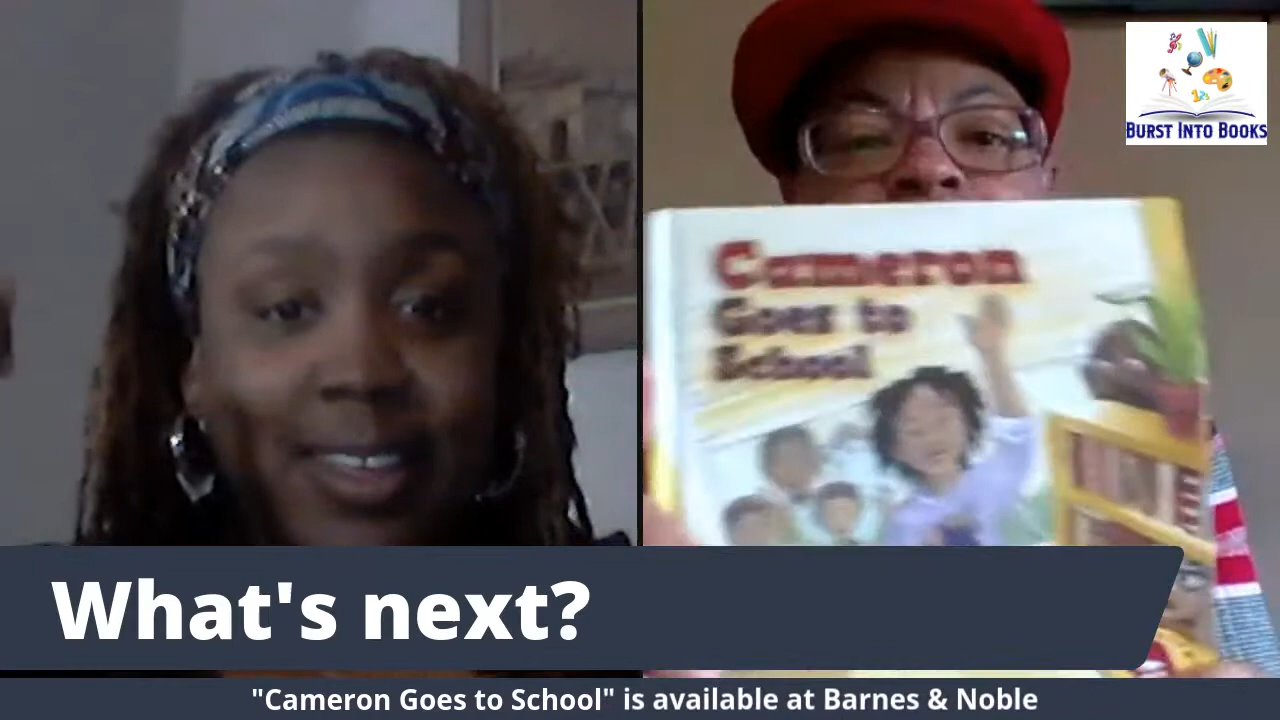 BURST INTO BOOKS
Cameron
Goes to
School
What's next?
"Cameron Goes to School" is available at Barnes & Noble